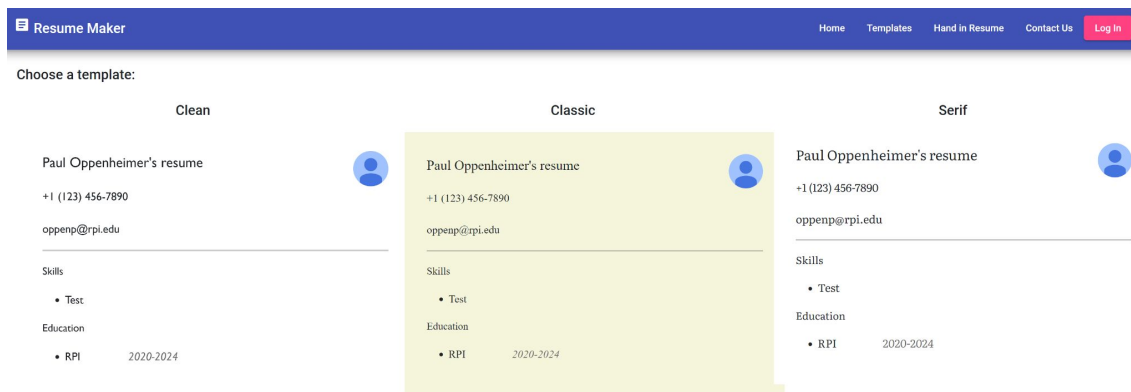 Resume Maker
Home Templates Hand in Resume Contact Us Log In
Choose a template:
Clean
Paul Oppenheimer's resume
+1 (123) 456-7890
oppenp@rpi.edu
Skills
• Test
Education
• RPI 2020-2024
Classic
Paul Oppenheimer's resume
+1 (123) 456-7890
oppenp@rpi.edu
Skills
• Test
Education
• RPI 2020-2024
Serif
Paul Oppenheimer's resume
+1 (123) 456-7890
oppenp@rpi.edu
Skills
• Test
Education
• RPI 2020-2024